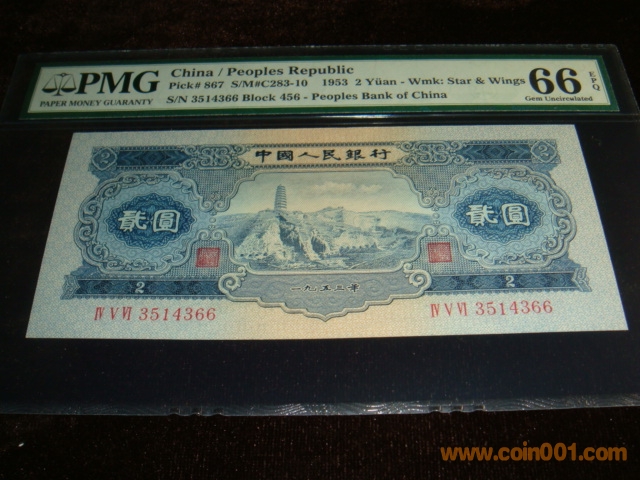 PMG
PAPER MONEY GUARANTY
China / Peoples Republic
Pick# 867 S/M#C283-10 1953 2 Yüan - Wmk: Star & Wings
S/N 3514366 Block 456 - Peoples Bank of China
66 EPQ
Gem Uncirculated
2 中國人民銀行 2
貳圓 貳圓
一九五三年
2 2
IV V VI 3514366 IV V VI 3514366
www.coin001.com